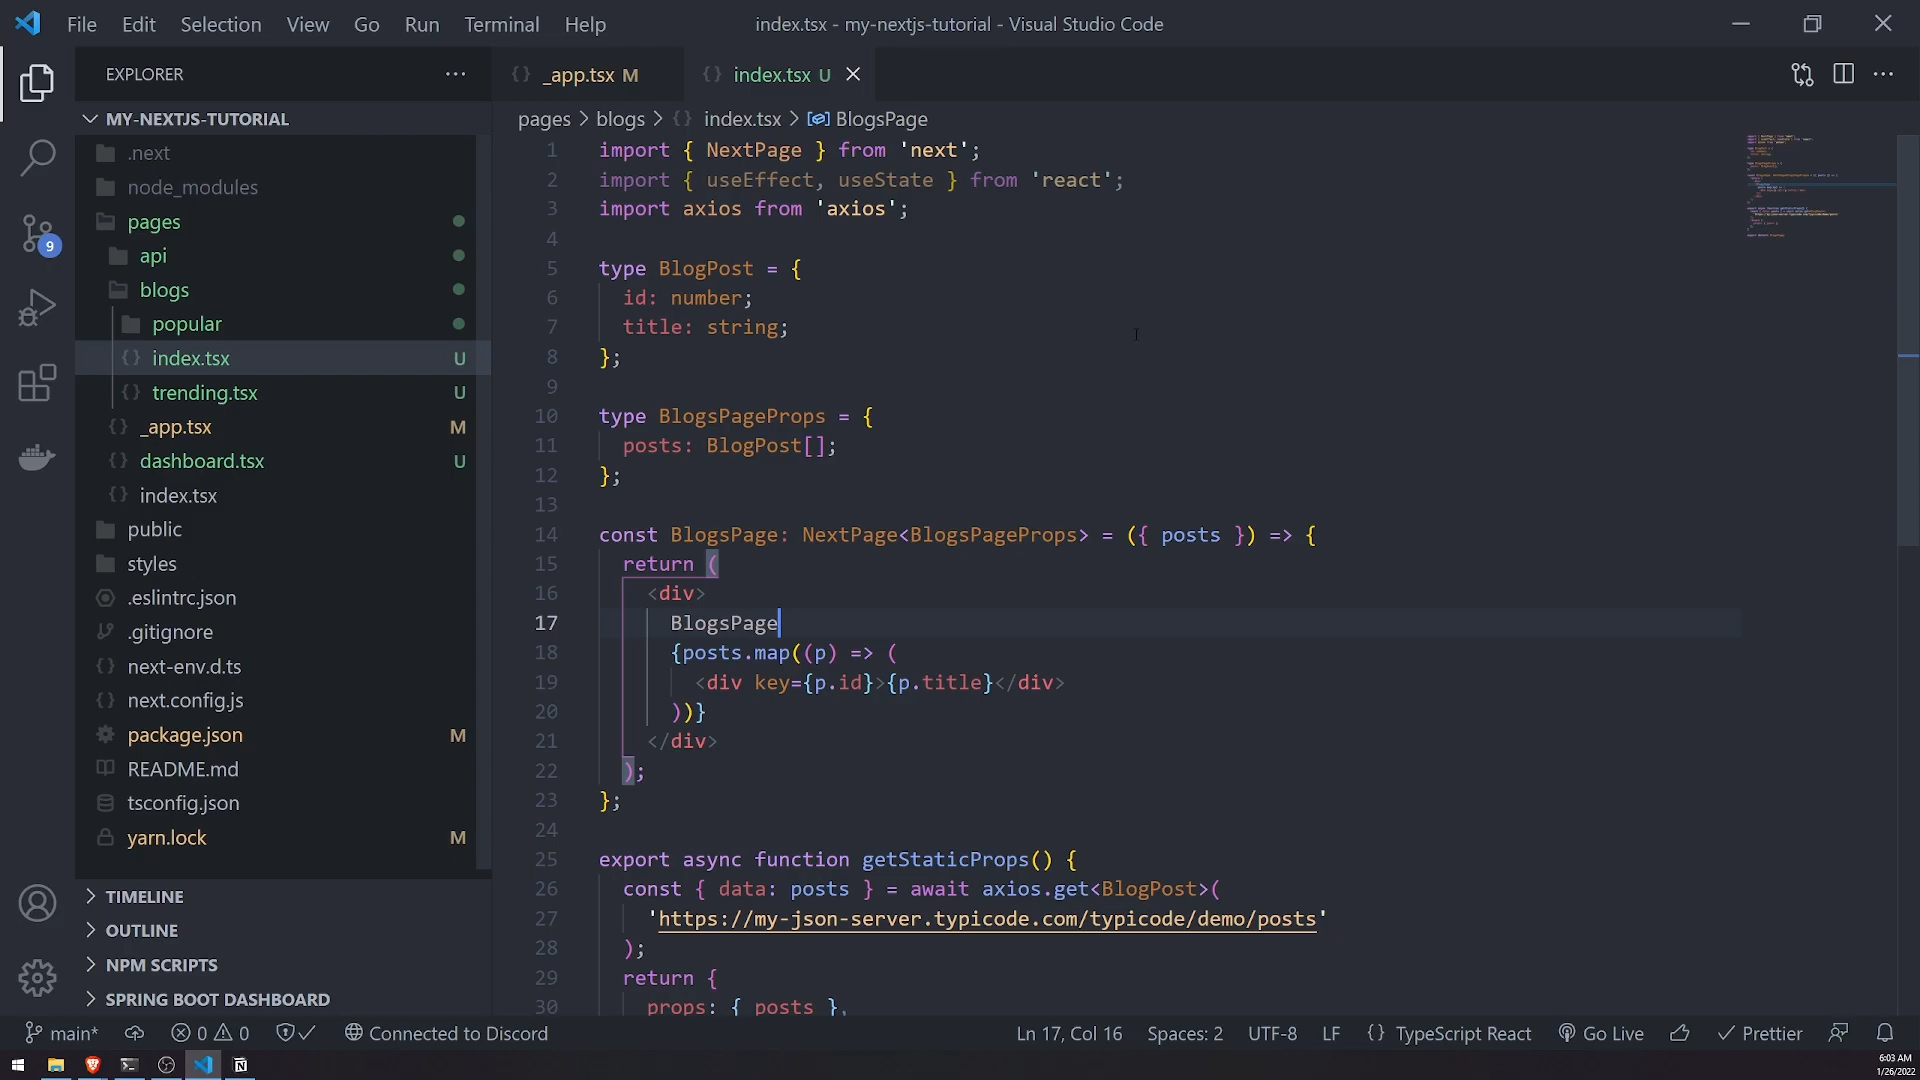 File Edit Selection View Go Run Terminal Help
index.tsx - my-nextjs-tutorial - Visual Studio Code
EXPLORER
_app.tsx M
index.tsx U
MY-NEXTJS-TUTORIAL
.next
node_modules
pages
api
blogs
popular
index.tsx U
trending.tsx U
_app.tsx M
dashboard.tsx U
index.tsx
public
styles
.eslintrc.json
.gitignore
next-env.d.ts
next.config.js
package.json M
README.md
tsconfig.json
yarn.lock M
TIMELINE
OUTLINE
NPM SCRIPTS
SPRING BOOT DASHBOARD
9
pages > blogs > {} index.tsx > BlogsPage
1 import { NextPage } from 'next';
2 import { useEffect, useState } from 'react';
3 import axios from 'axios';
4
5 type BlogPost = {
6 id: number;
7 title: string;
8 };
9
10 type BlogsPageProps = {
11 posts: BlogPost[];
12 };
13
14 const BlogsPage: NextPage<BlogsPageProps> = ({ posts }) => {
15 return (
16 <div>
17 BlogsPage
18 {posts.map((p) => (
19 <div key={p.id}>{p.title}</div>
20 ))}
21 </div>
22 );
23 };
24
25 export async function getStaticProps() {
26 const { data: posts } = await axios.get<BlogPost>(
27 'https://my-json-server.typicode.com/typicode/demo/posts'
28 );
29 return {
30 props: { posts },
main* 0 0 Connected to Discord Ln 17, Col 16 Spaces: 2 UTF-8 LF {} TypeScript React Go Live Prettier
6:03 AM
1/26/2022